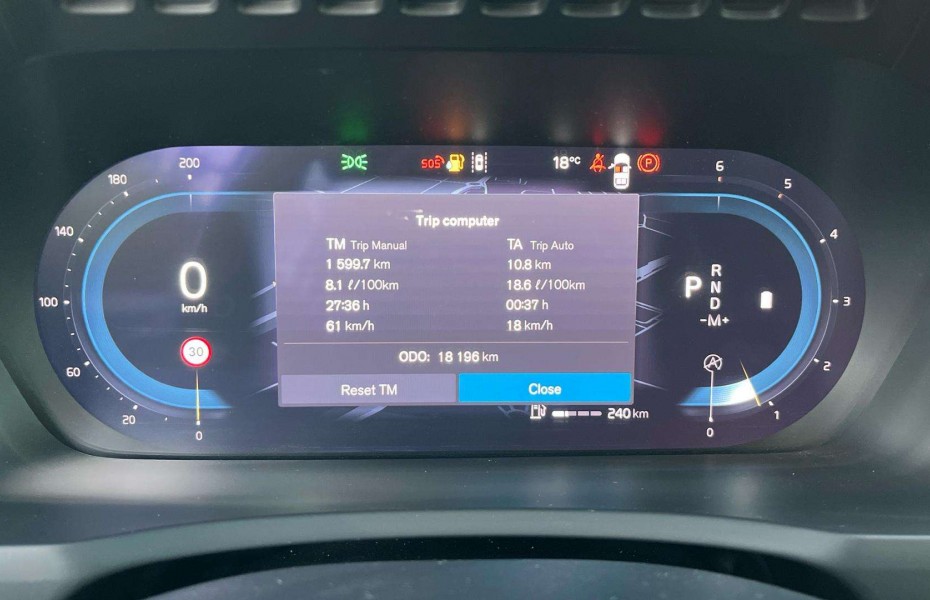 200
180
140
100
60
20
0
SOS
18°C
6
5
4
3
2
1
0
0
km/h
30
Trip computer
TM Trip Manual
1 599.7 km
8.1 ℓ/100km
27:36 h
61 km/h
TA Trip Auto
10.8 km
18.6 ℓ/100km
00:37 h
18 km/h
ODO: 18 196 km
Reset TM
Close
P
R
N
D
-M+
A
240 km
P